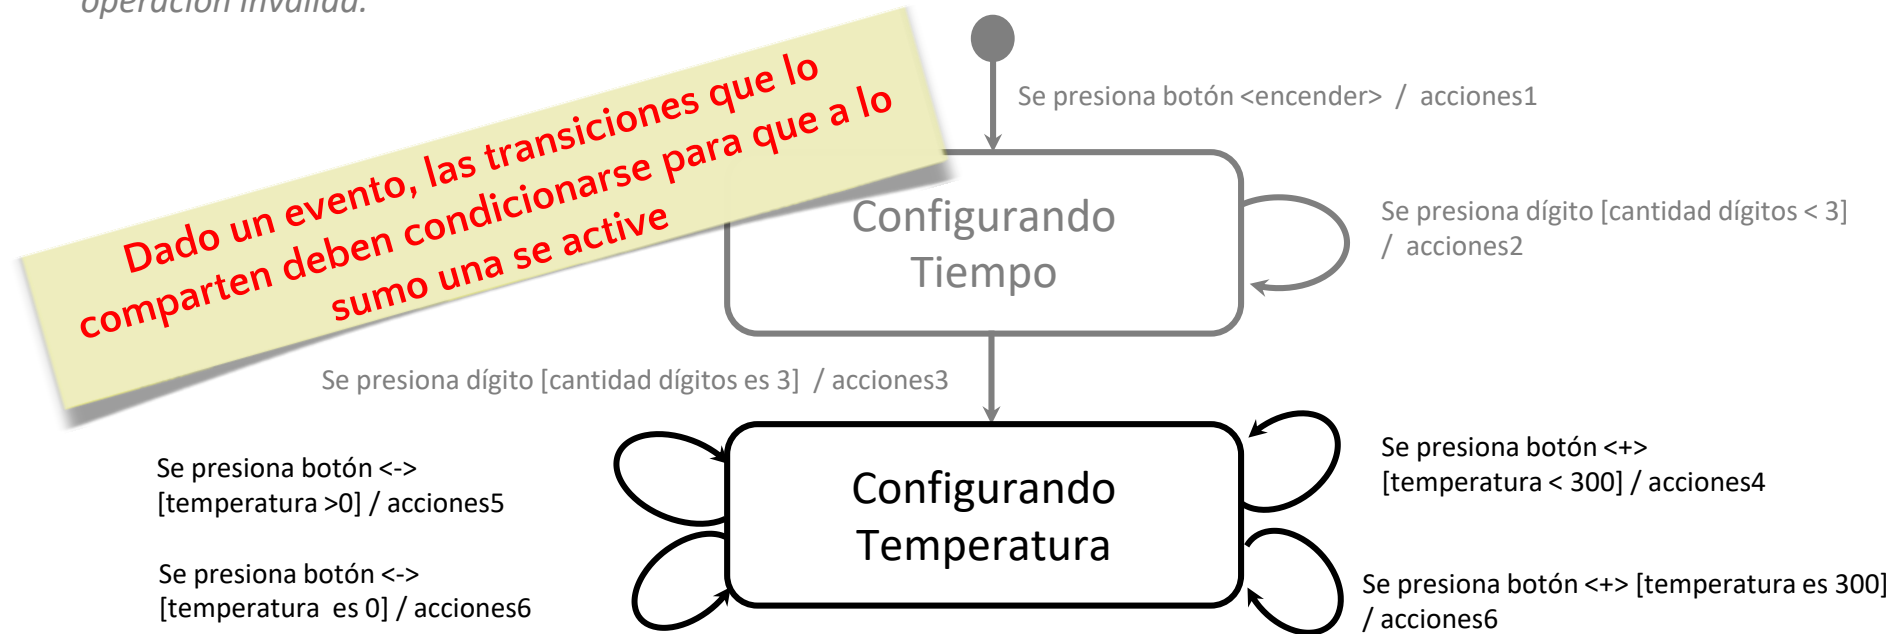 operación inválida.
Dado un evento, las transiciones que lo
comparten deben condicionarse para que a lo
sumo una se active
Se presiona botón <encender> / acciones1
Configurando
Tiempo
Se presiona dígito [cantidad dígitos < 3]
/ acciones2
Se presiona dígito [cantidad dígitos es 3] / acciones3
Se presiona botón <->
[temperatura >0] / acciones5
Configurando
Temperatura
Se presiona botón <+>
[temperatura < 300] / acciones4
Se presiona botón <->
[temperatura es 0] / acciones6
Se presiona botón <+> [temperatura es 300]
/ acciones6